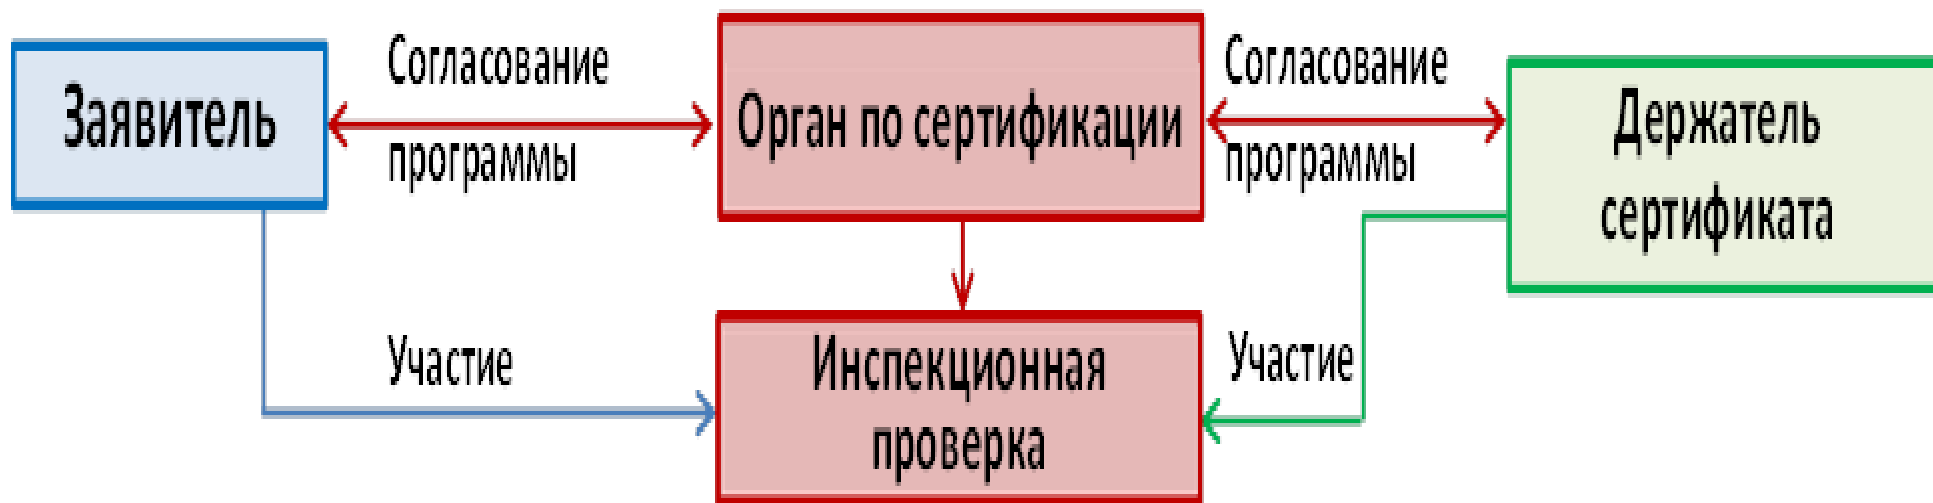 Заявитель
Согласование
программы
Орган по сертификации
Согласование
программы
Держатель
сертификата
Участие
Инспекционная
проверка
Участие